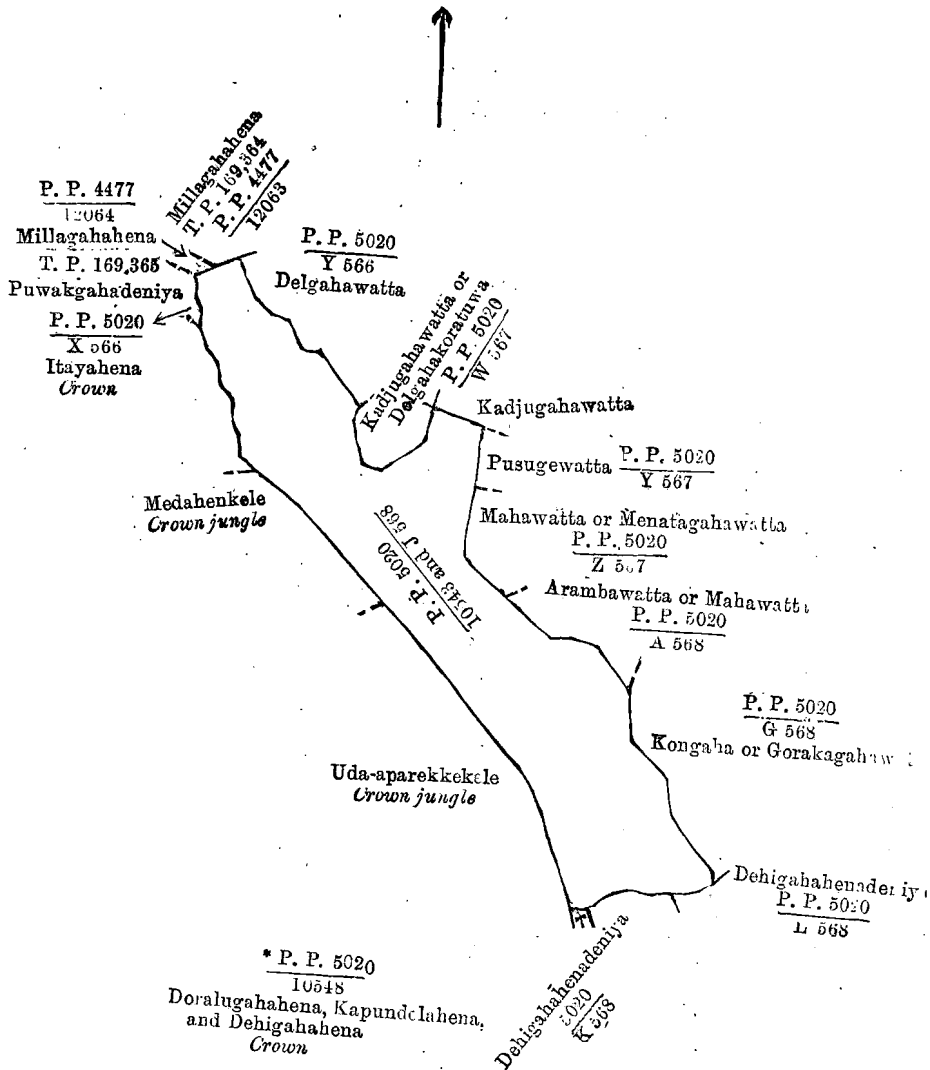 Millagahahena
T. P. 169,364
P. P. 4477
12063
P. P. 4477
12064
Millagahahena
T. P. 169,365
Puwakgahadeniya
P. P. 5020
X 566
Itayahena
Crown
P. P. 5020
Y 566
Delgahawatta
Kadjugahawatta or
Delgahakoratuwa
P. P. 5020
W 567
Kadjugahawatta
Pusugewatta P. P. 5020
Y 567
Medahenkele
Crown jungle
Mahawatta or Menatagahawatta
P. P. 5020
Z 567
P. P. 5020
10548 and J 568
Arambawatta or
P. P. 5020
A 568
P. P. 5020
G 568
Kongaha or
Uda-aparekkekele
Crown jungle
P. P. 5020
L 568
Dehigahahenadeniya
5020
K 568
*
* P. P. 5020
10548
Doralugahahena, Kapundelahena,
and Dehigahahena
Crown